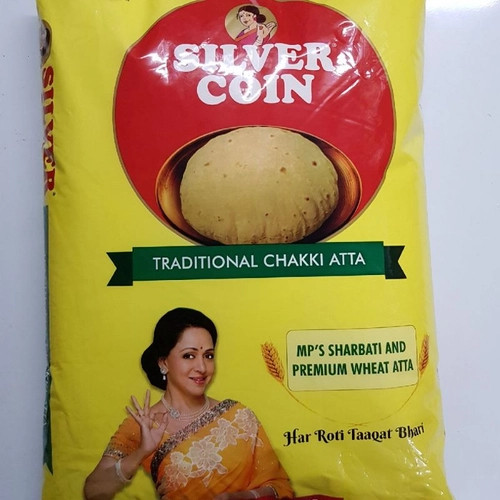 SILVER
COIN
SILVER
TRADITIONAL CHAKKI ATTA
MP'S SHARBATI AND
PREMIUM WHEAT ATTA
Har Roti Taaqat Bhari